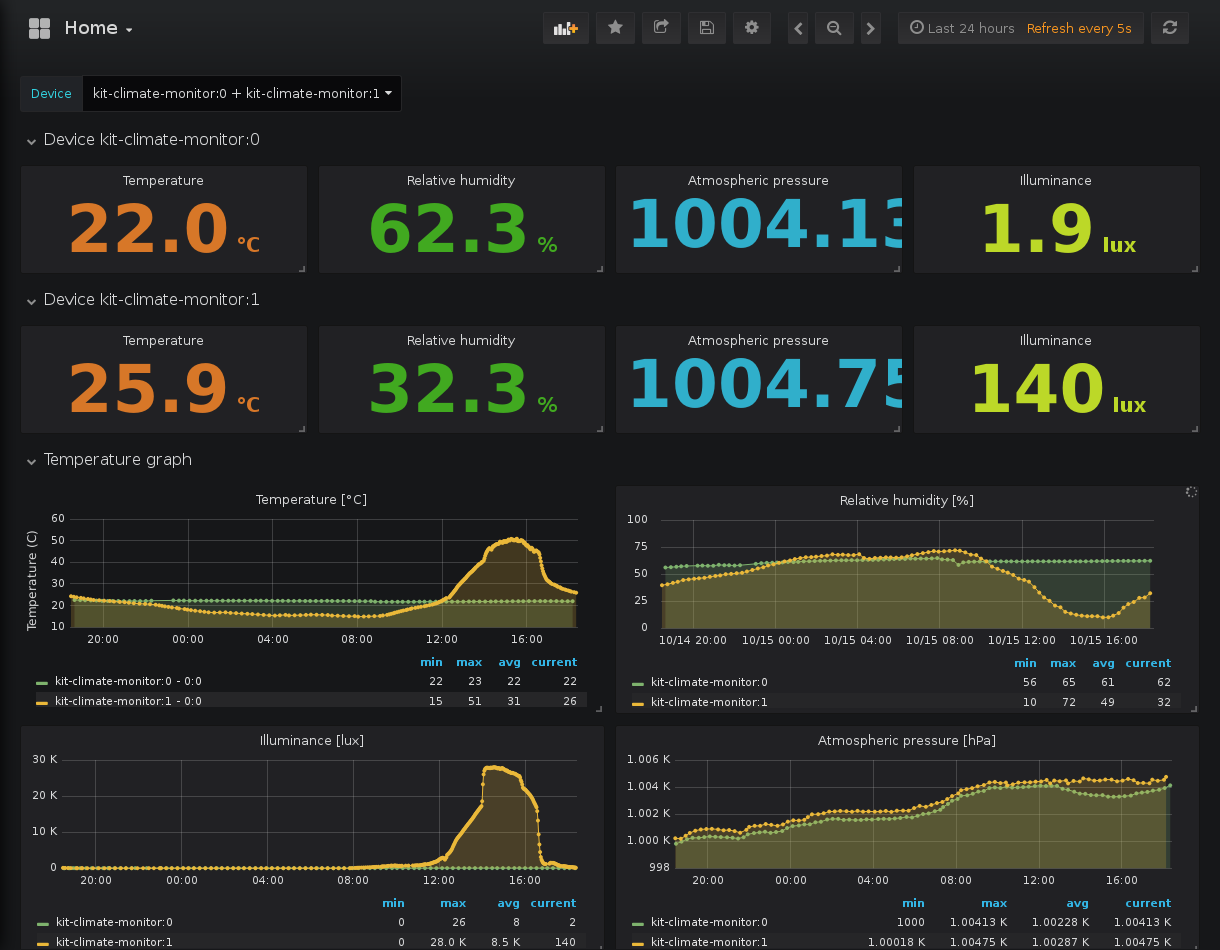 Home
Last 24 hours Refresh every 5s
Device kit-climate-monitor:0 + kit-climate-monitor:1
Device kit-climate-monitor:0
Temperature Relative humidity Atmospheric pressure Illuminance
22.0 °C 62.3 % 1004.13 1.9 lux
Device kit-climate-monitor:1
Temperature Relative humidity Atmospheric pressure Illuminance
25.9 °C 32.3 % 1004.75 140 lux
Temperature graph
Temperature [°C]
Temperature (C)
60
50
40
30
20
10
20:00 00:00 04:00 08:00 12:00 16:00
min max avg current
kit-climate-monitor:0 - 0:0 22 23 22 22
kit-climate-monitor:1 - 0:0 15 51 31 26
Relative humidity [%]
100
75
50
25
0
10/14 20:00 10/15 00:00 10/15 04:00 10/15 08:00 10/15 12:00 10/15 16:00
min max avg current
kit-climate-monitor:0 56 65 61 62
kit-climate-monitor:1 10 72 49 32
Illuminance [lux]
30 K
20 K
10 K
0
20:00 00:00 04:00 08:00 12:00 16:00
min max avg current
kit-climate-monitor:0 0 26 8 2
kit-climate-monitor:1 0 28.0 K 8.5 K 140
Atmospheric pressure [hPa]
1.006 K
1.004 K
1.002 K
1.000 K
998
20:00 00:00 04:00 08:00 12:00 16:00
min max avg current
kit-climate-monitor:0 1000 1.00413 K 1.00228 K 1.00413 K
kit-climate-monitor:1 1.00018 K 1.00475 K 1.00287 K 1.00475 K